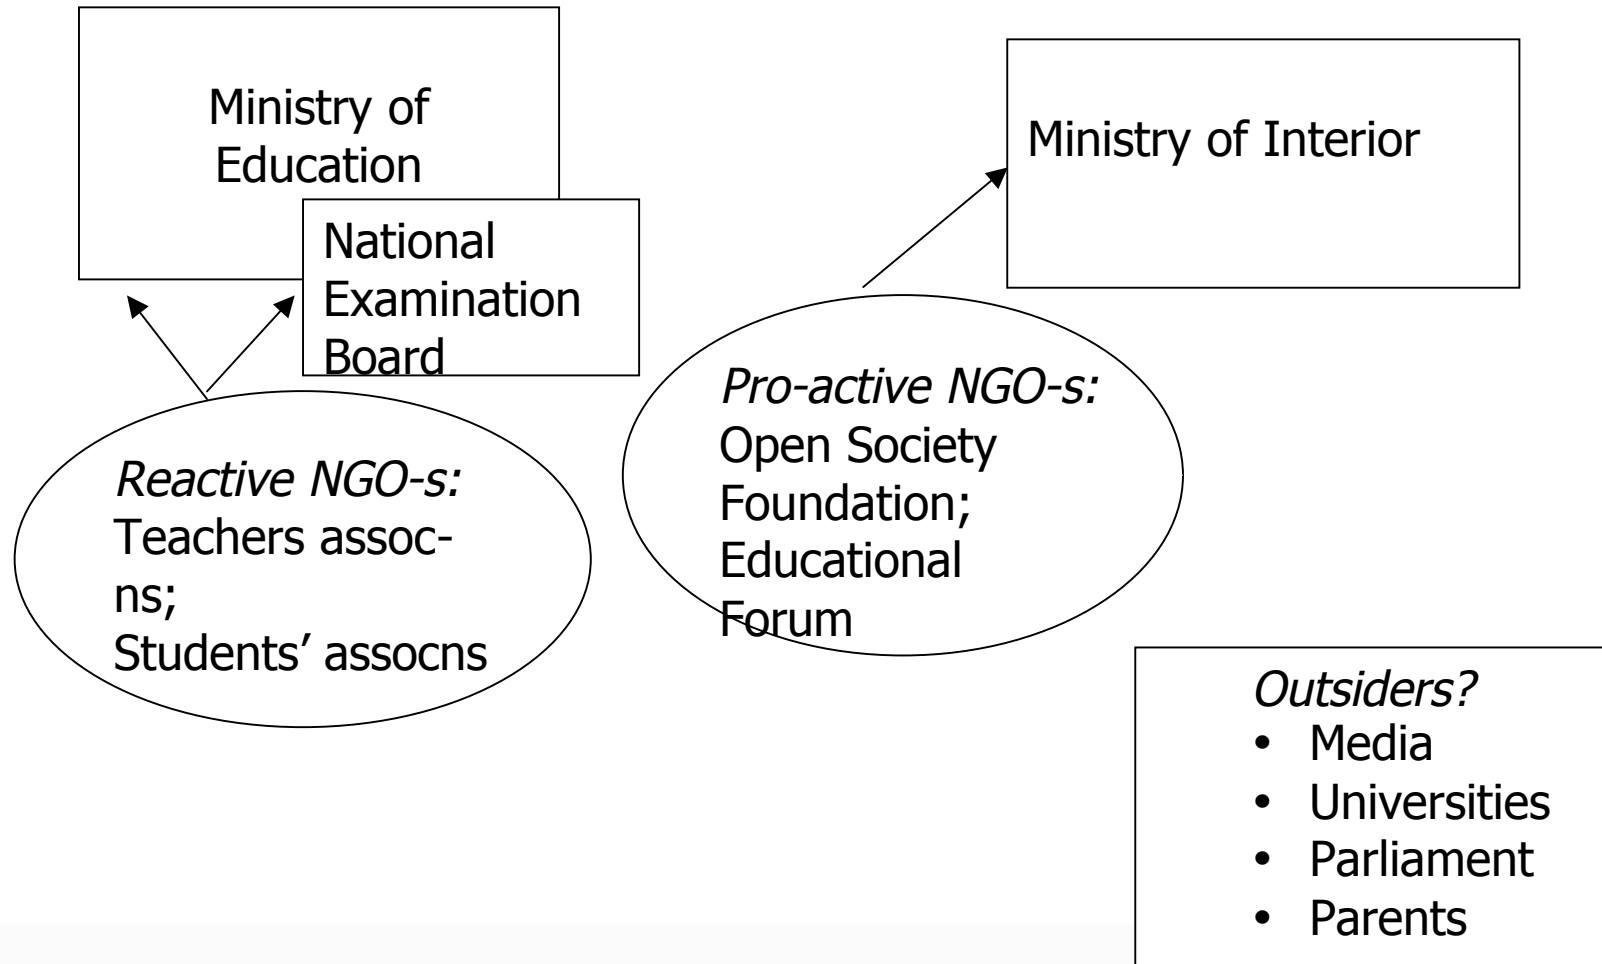 Ministry of
Education
National
Examination
Board
Ministry of Interior
Reactive NGO-s:
Teachers assoc-
ns;
Students’ assocns
Pro-active NGO-s:
Open Society
Foundation;
Educational
Forum
Outsiders?
• Media
• Universities
• Parliament
• Parents